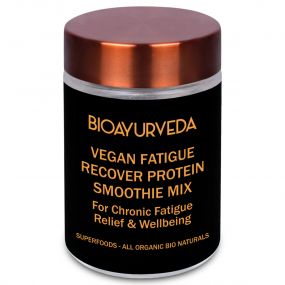 BIOAYURVEDA
VEGAN FATIGUE
RECOVER PROTEIN
SMOOTHIE MIX
For Chronic Fatigue
Relief & Wellbeing
SUPERFOODS - ALL ORGANIC BIO NATURALS